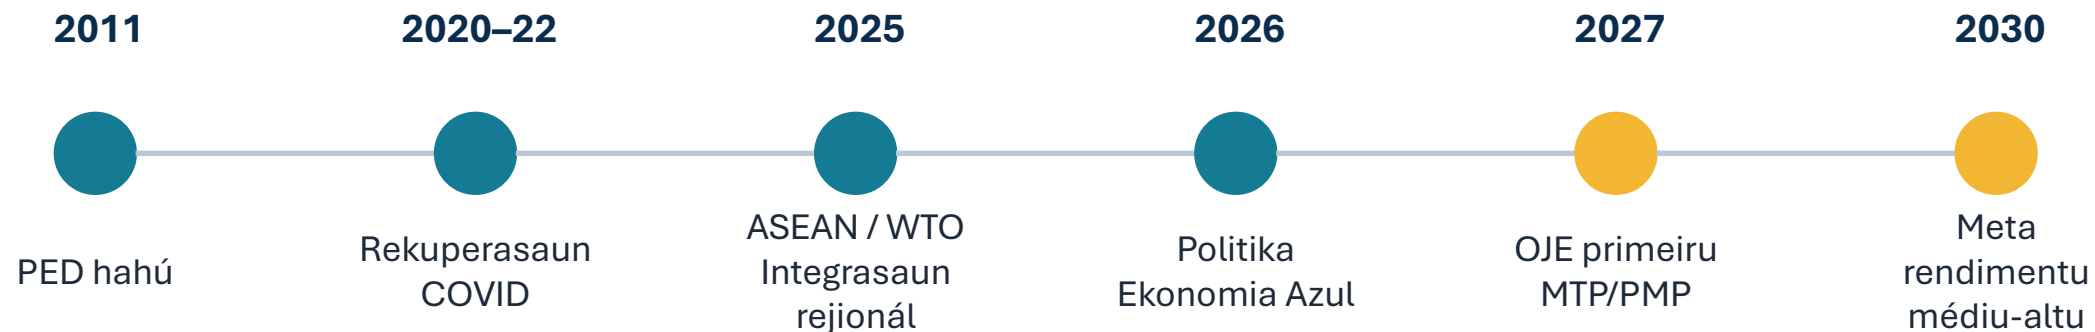 2011
PED hahú
2020–22
Rekuperasaun
COVID
2025
ASEAN / WTO
Integrasaun
rejionál
2026
Politika
Ekonomia Azul
2027
OJE primeiru
MTP/PMP
2030
Meta
rendimentu
médiu-altu